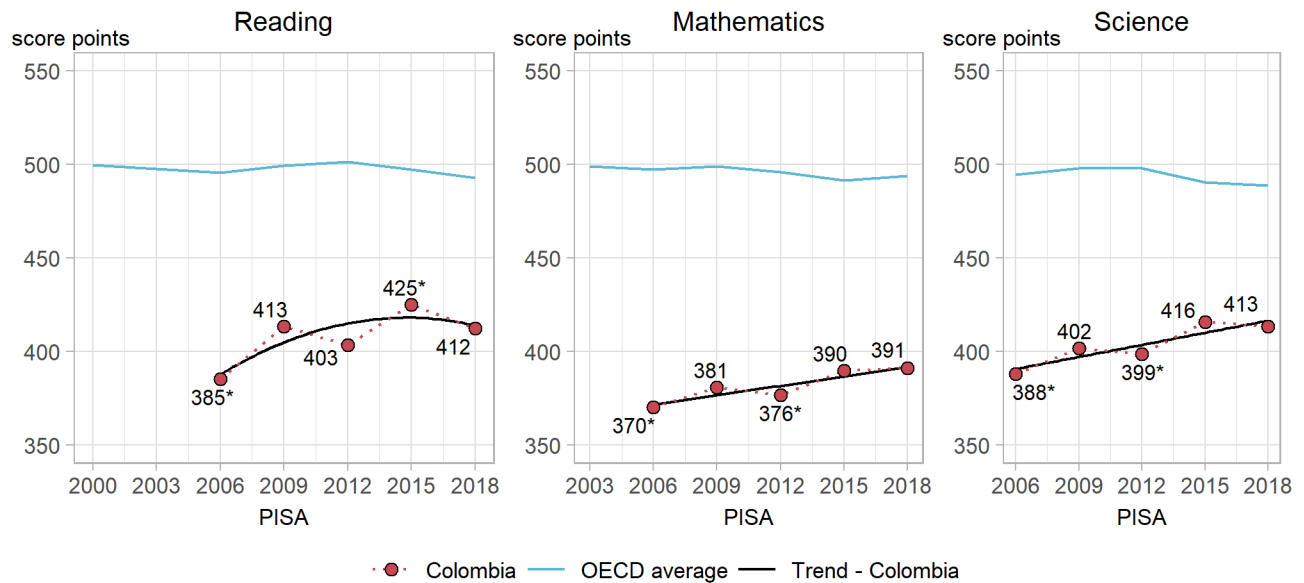 Reading
score points
550
500
450
400
350
385*
413
403
425*
412
2000 2003 2006 2009 2012 2015 2018
PISA
Mathematics
score points
550
500
450
400
350
370*
381
376*
390
391
2003 2006 2009 2012 2015 2018
PISA
Science
score points
550
500
450
400
350
388*
402
399*
416
413
2006 2009 2012 2015 2018
PISA
Colombia OECD average Trend - Colombia